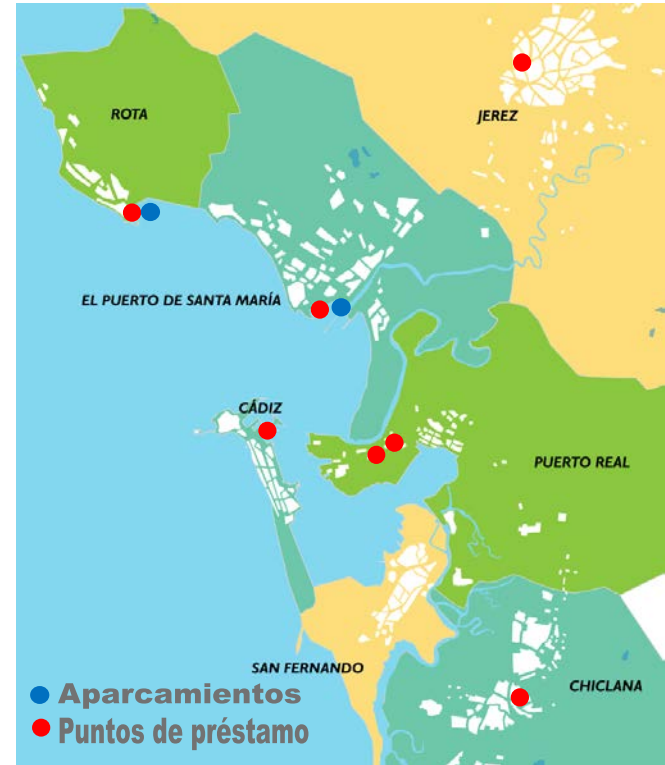 ROTA
JEREZ
EL PUERTO DE SANTA MARÍA
CÁDIZ
PUERTO REAL
SAN FERNANDO
CHICLANA
Aparcamientos
Puntos de préstamo